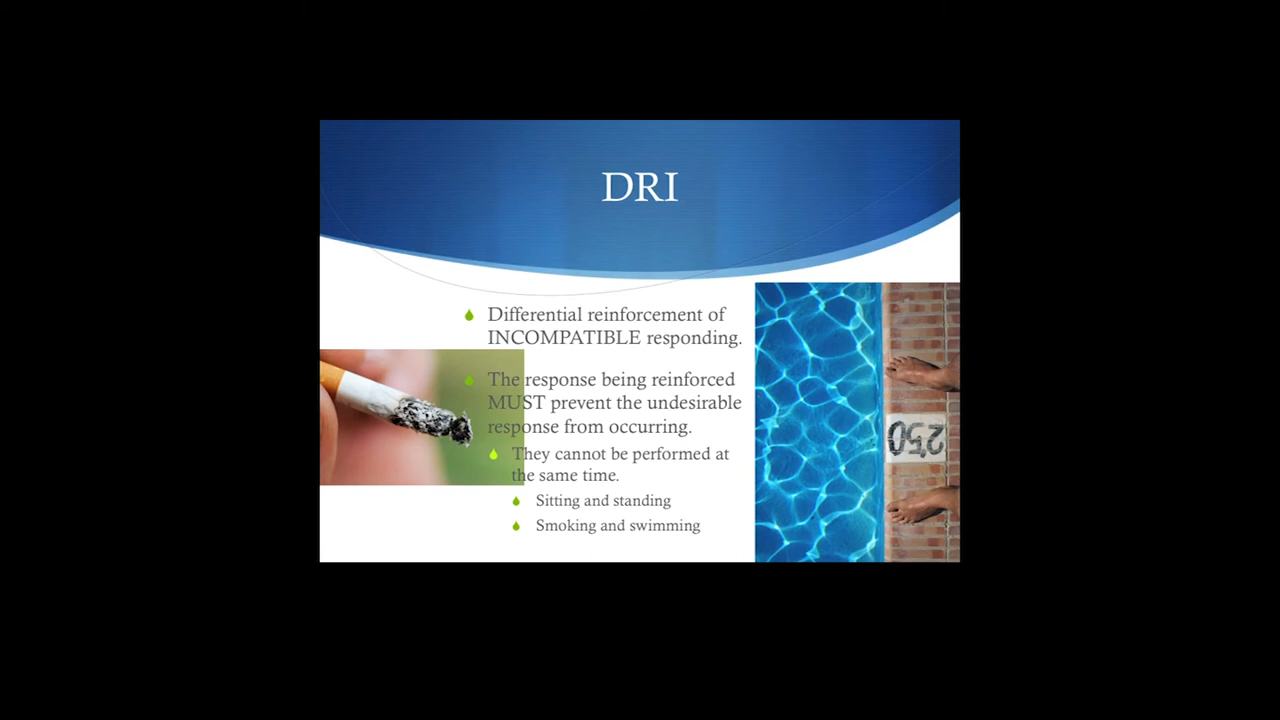 DRI
Differential reinforcement of
INCOMPATIBLE responding.
The response being reinforced
MUST prevent the undesirable
response from occurring.
They cannot be performed at
the same time.
Sitting and standing
Smoking and swimming
250